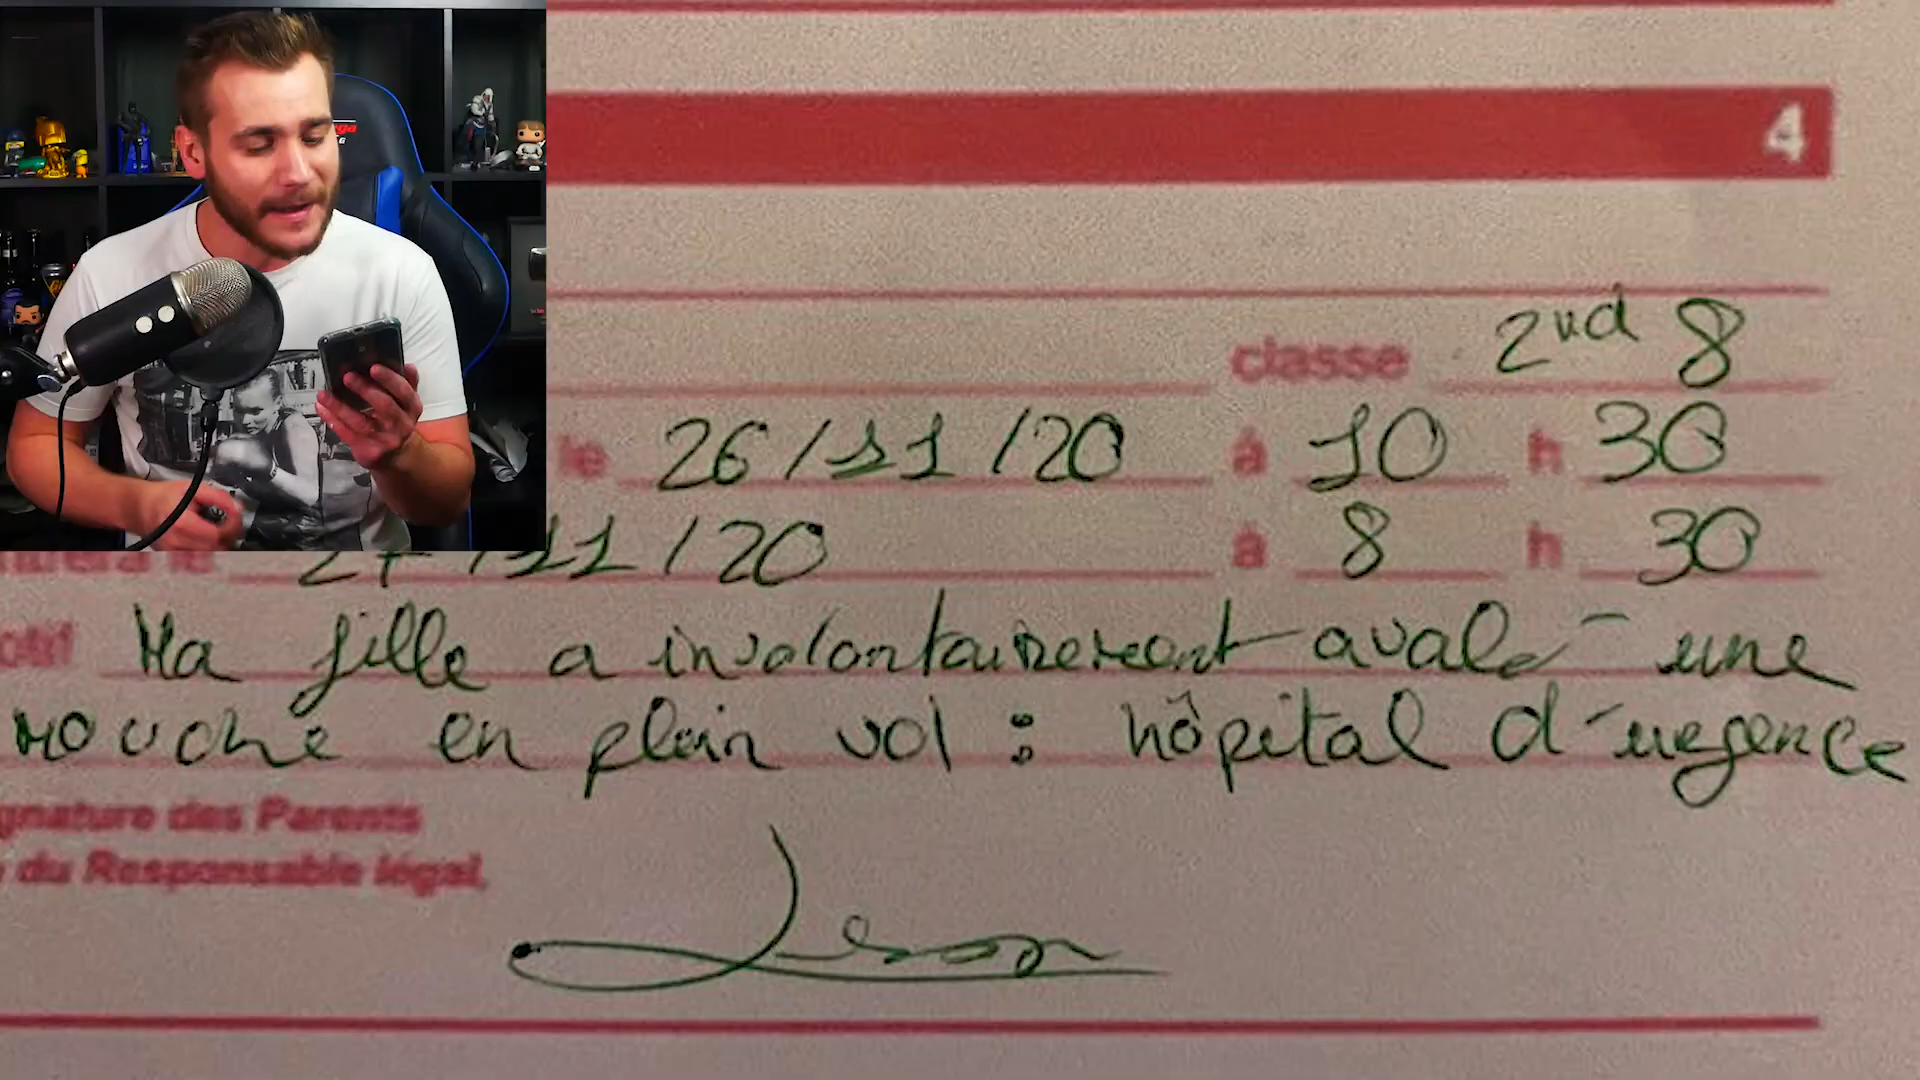 4
classe 2nd 8
le 26/11/20 à 10 h 30
27/11/20 à 8 h 30
Ma fille a involontairement avalé une
mouche en plein vol : hôpital d'urgence
gnature des Parents
du Responsable légal,